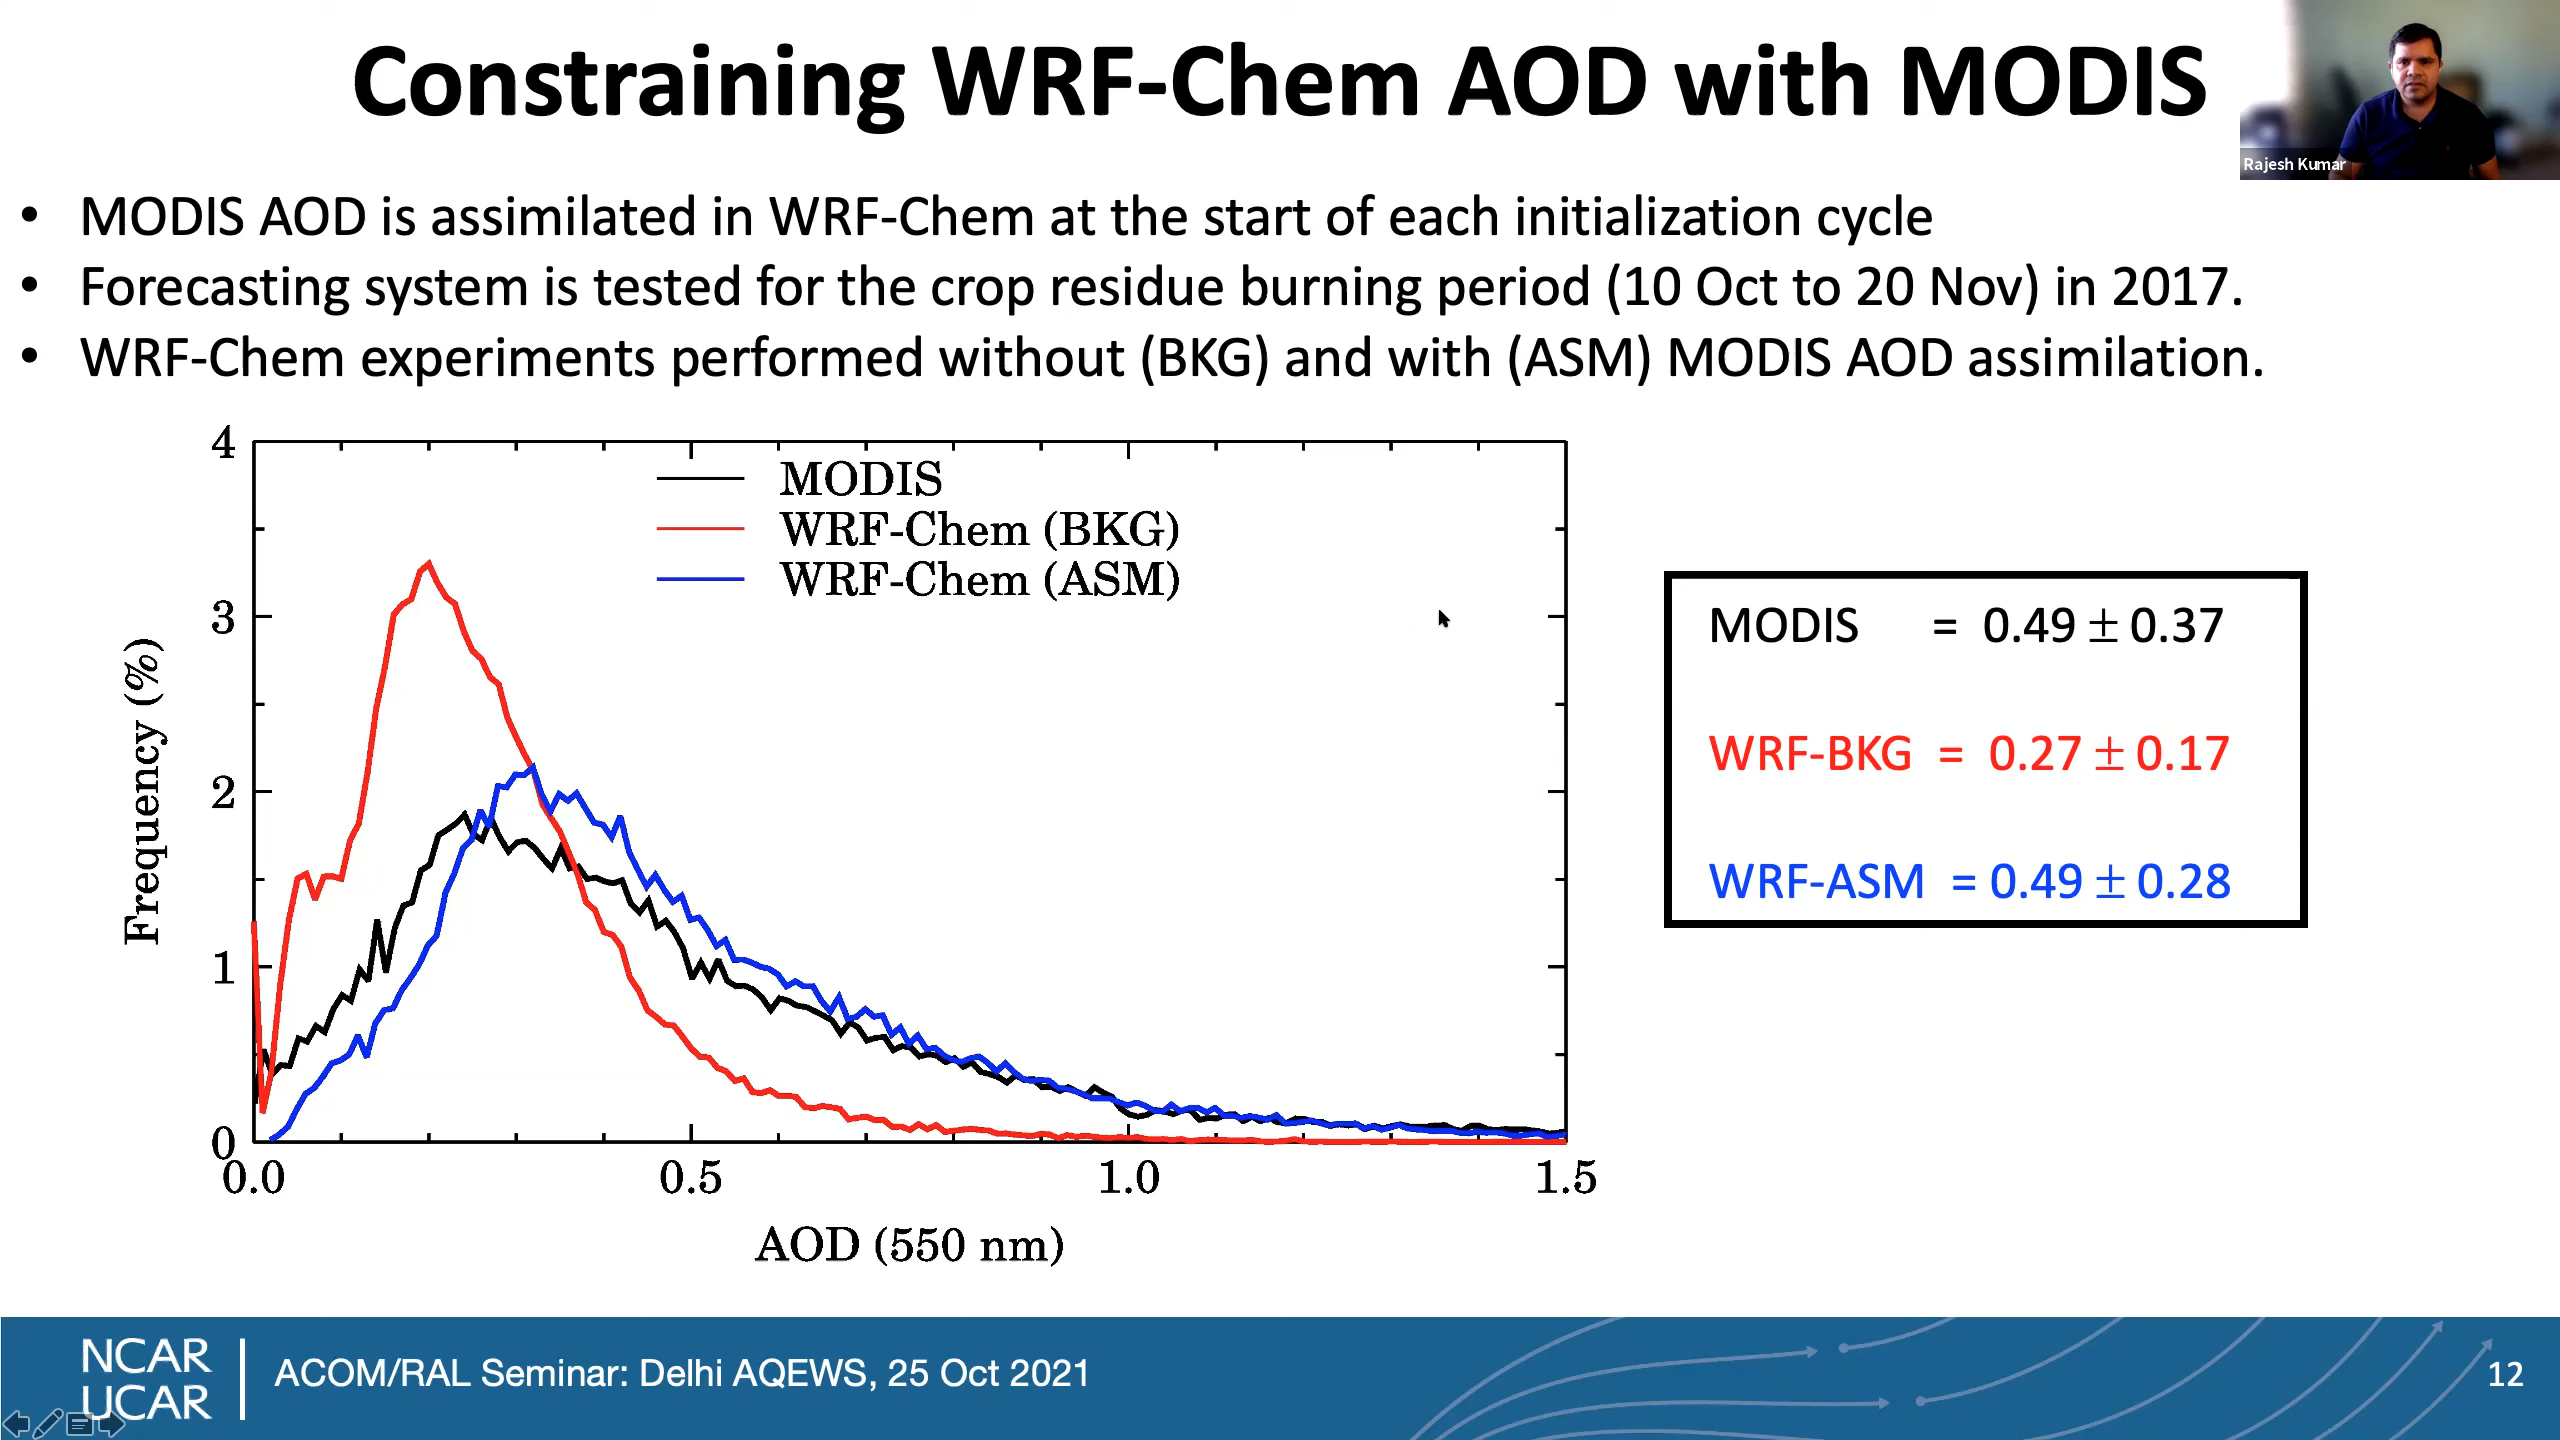 Constraining WRF-Chem AOD with MODIS
Rajesh Kumar
• MODIS AOD is assimilated in WRF-Chem at the start of each initialization cycle
• Forecasting system is tested for the crop residue burning period (10 Oct to 20 Nov) in 2017.
• WRF-Chem experiments performed without (BKG) and with (ASM) MODIS AOD assimilation.
MODIS
WRF-Chem (BKG)
WRF-Chem (ASM)
4
3
2
1
0
Frequency (%)
0.0 0.5 1.0 1.5
AOD (550 nm)
MODIS = 0.49 ± 0.37
WRF-BKG = 0.27 ± 0.17
WRF-ASM = 0.49 ± 0.28
NCAR
UCAR
ACOM/RAL Seminar: Delhi AQEWS, 25 Oct 2021
12